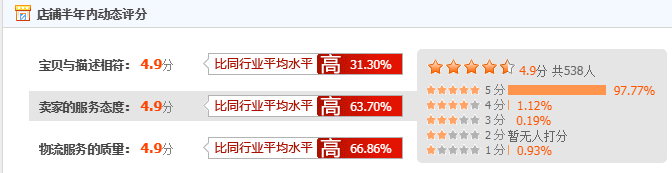 店铺半年内动态评分
宝贝与描述相符：4.9分 比同行业平均水平 高 31.30%
卖家的服务态度：4.9分 比同行业平均水平 高 63.70%
物流服务的质量：4.9分 比同行业平均水平 高 66.86%
4.9分 共538人
5分 97.77%
4分 1.12%
3分 0.19%
2分 暂无人打分
1分 0.93%